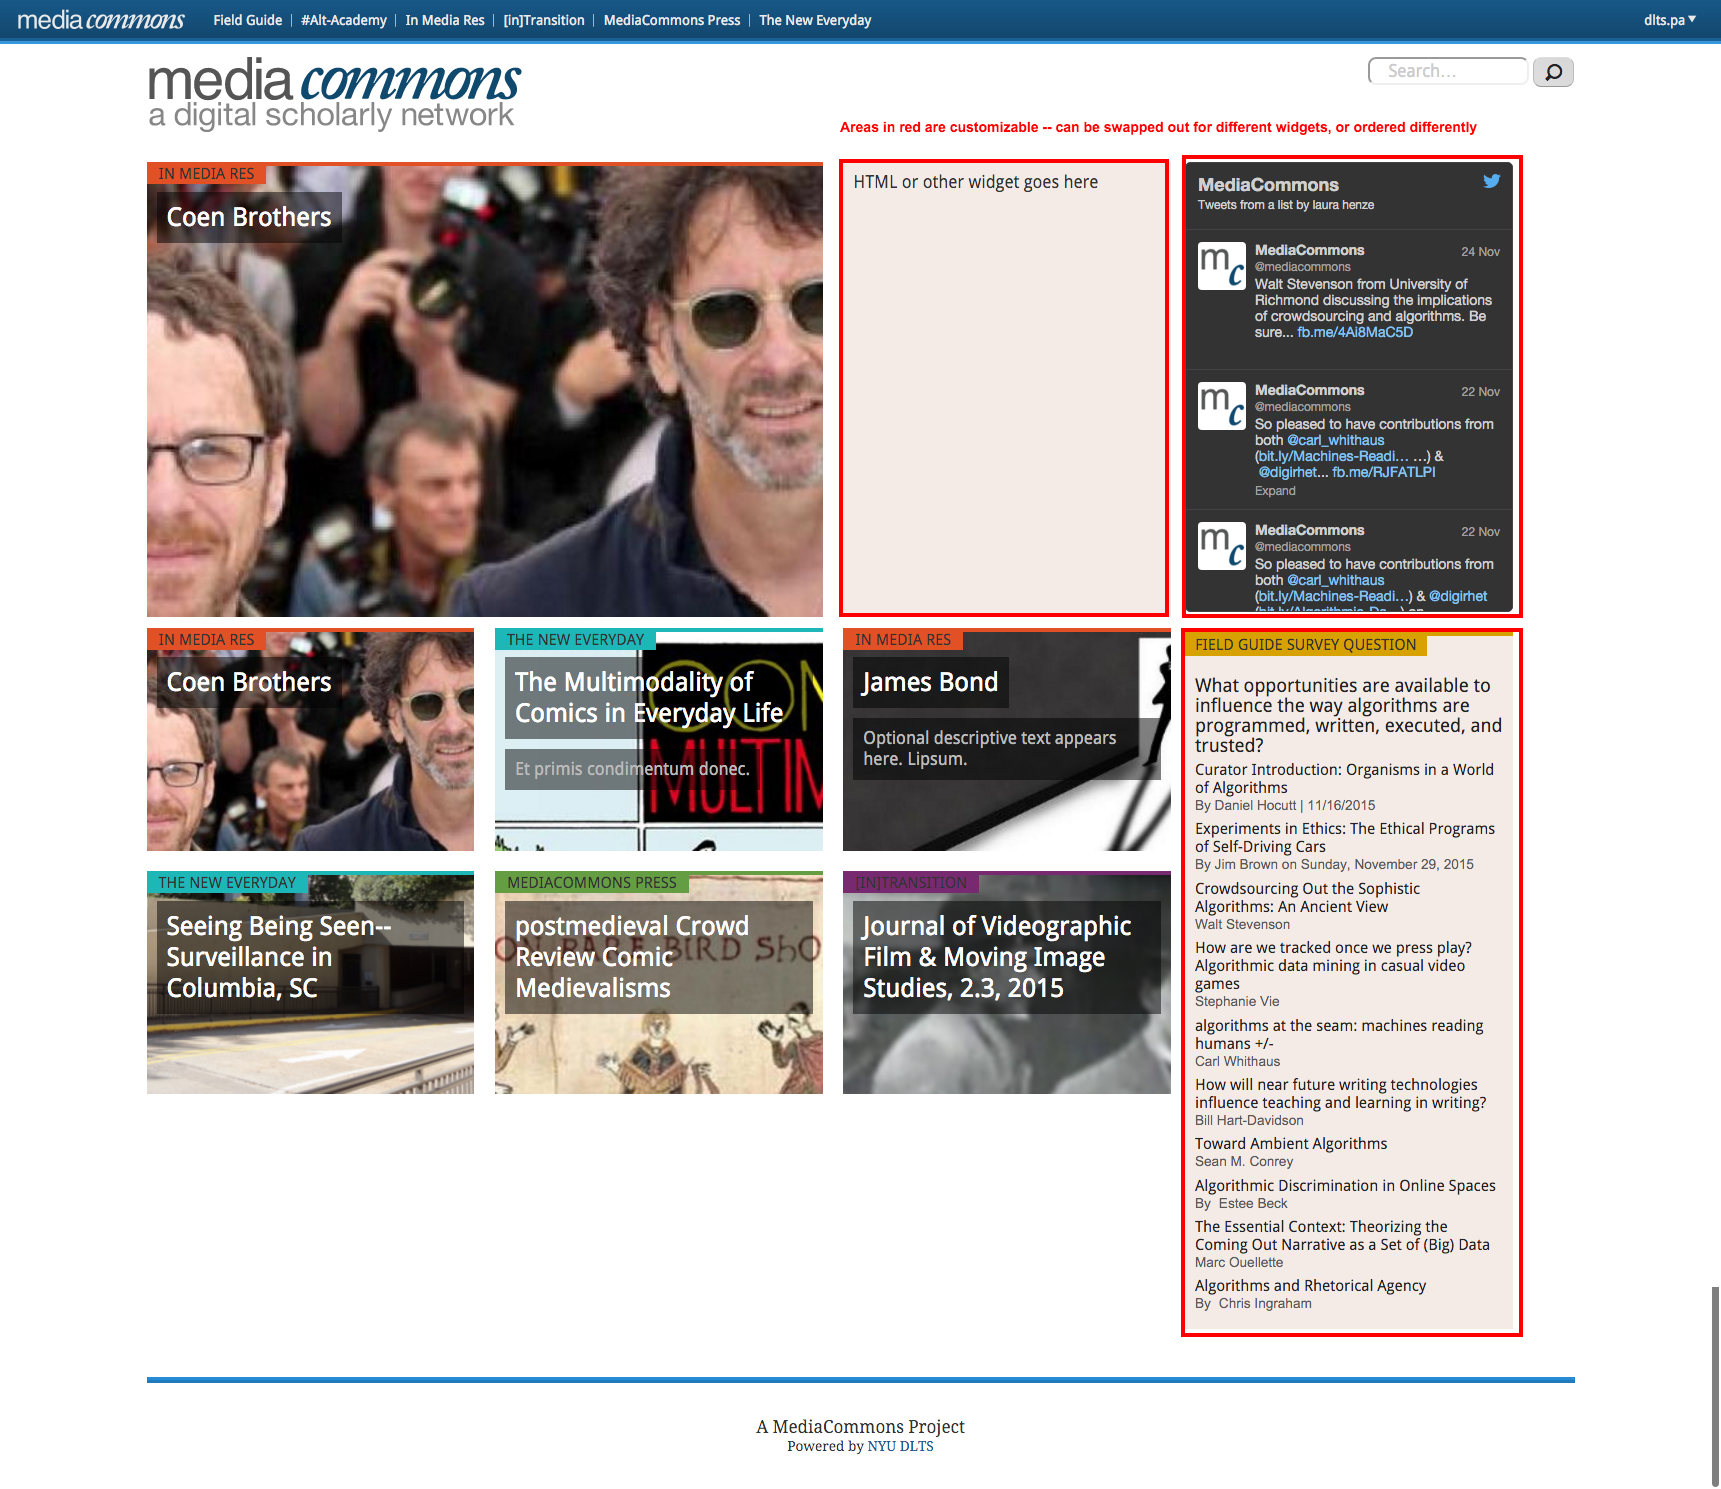 media commons Field Guide #Alt-Academy In Media Res [in]Transition MediaCommons Press The New Everyday dlts.pa
media commons
a digital scholarly network
Search...
Areas in red are customizable -- can be swapped out for different widgets, or ordered differently
IN MEDIA RES
Coen Brothers
HTML or other widget goes here
MediaCommons
Tweets from a list by laura henze
MediaCommons 24 Nov
@mediacommons
Walt Stevenson from University of
Richmond discussing the implications
of crowdsourcing and algorithms. Be
sure... fb.me/4Ai8MaC5D
MediaCommons 22 Nov
@mediacommons
So pleased to have contributions from
both @carl_whithaus
(bit.ly/Machines-Readi... ...) &
@digirhet... fb.me/RJFATLPI
Expand
MediaCommons 22 Nov
@mediacommons
So pleased to have contributions from
both @carl_whithaus
(bit.ly/Machines-Readi...) & @digirhet
IN MEDIA RES
Coen Brothers
THE NEW EVERYDAY
The Multimodality of
Comics in Everyday Life
Et primis condimentum donec.
MULTIM
IN MEDIA RES
James Bond
Optional descriptive text appears
here. Lipsum.
THE NEW EVERYDAY
Seeing Being Seen--
Surveillance in
Columbia, SC
MEDIACOMMONS PRESS
postmedieval Crowd
Review Comic
Medievalisms
BIRD ShO
[IN]TRANSITION
Journal of Videographic
Film & Moving Image
Studies, 2.3, 2015
FIELD GUIDE SURVEY QUESTION
What opportunities are available to
influence the way algorithms are
programmed, written, executed, and
trusted?
Curator Introduction: Organisms in a World
of Algorithms
By Daniel Hocutt | 11/16/2015
Experiments in Ethics: The Ethical Programs
of Self-Driving Cars
By Jim Brown on Sunday, November 29, 2015
Crowdsourcing Out the Sophistic
Algorithms: An Ancient View
Walt Stevenson
How are we tracked once we press play?
Algorithmic data mining in casual video
games
Stephanie Vie
algorithms at the seam: machines reading
humans +/-
Carl Whithaus
How will near future writing technologies
influence teaching and learning in writing?
Bill Hart-Davidson
Toward Ambient Algorithms
Sean M. Conrey
Algorithmic Discrimination in Online Spaces
By Estee Beck
The Essential Context: Theorizing the
Coming Out Narrative as a Set of (Big) Data
Marc Ouellette
Algorithms and Rhetorical Agency
By Chris Ingraham
A MediaCommons Project
Powered by NYU DLTS